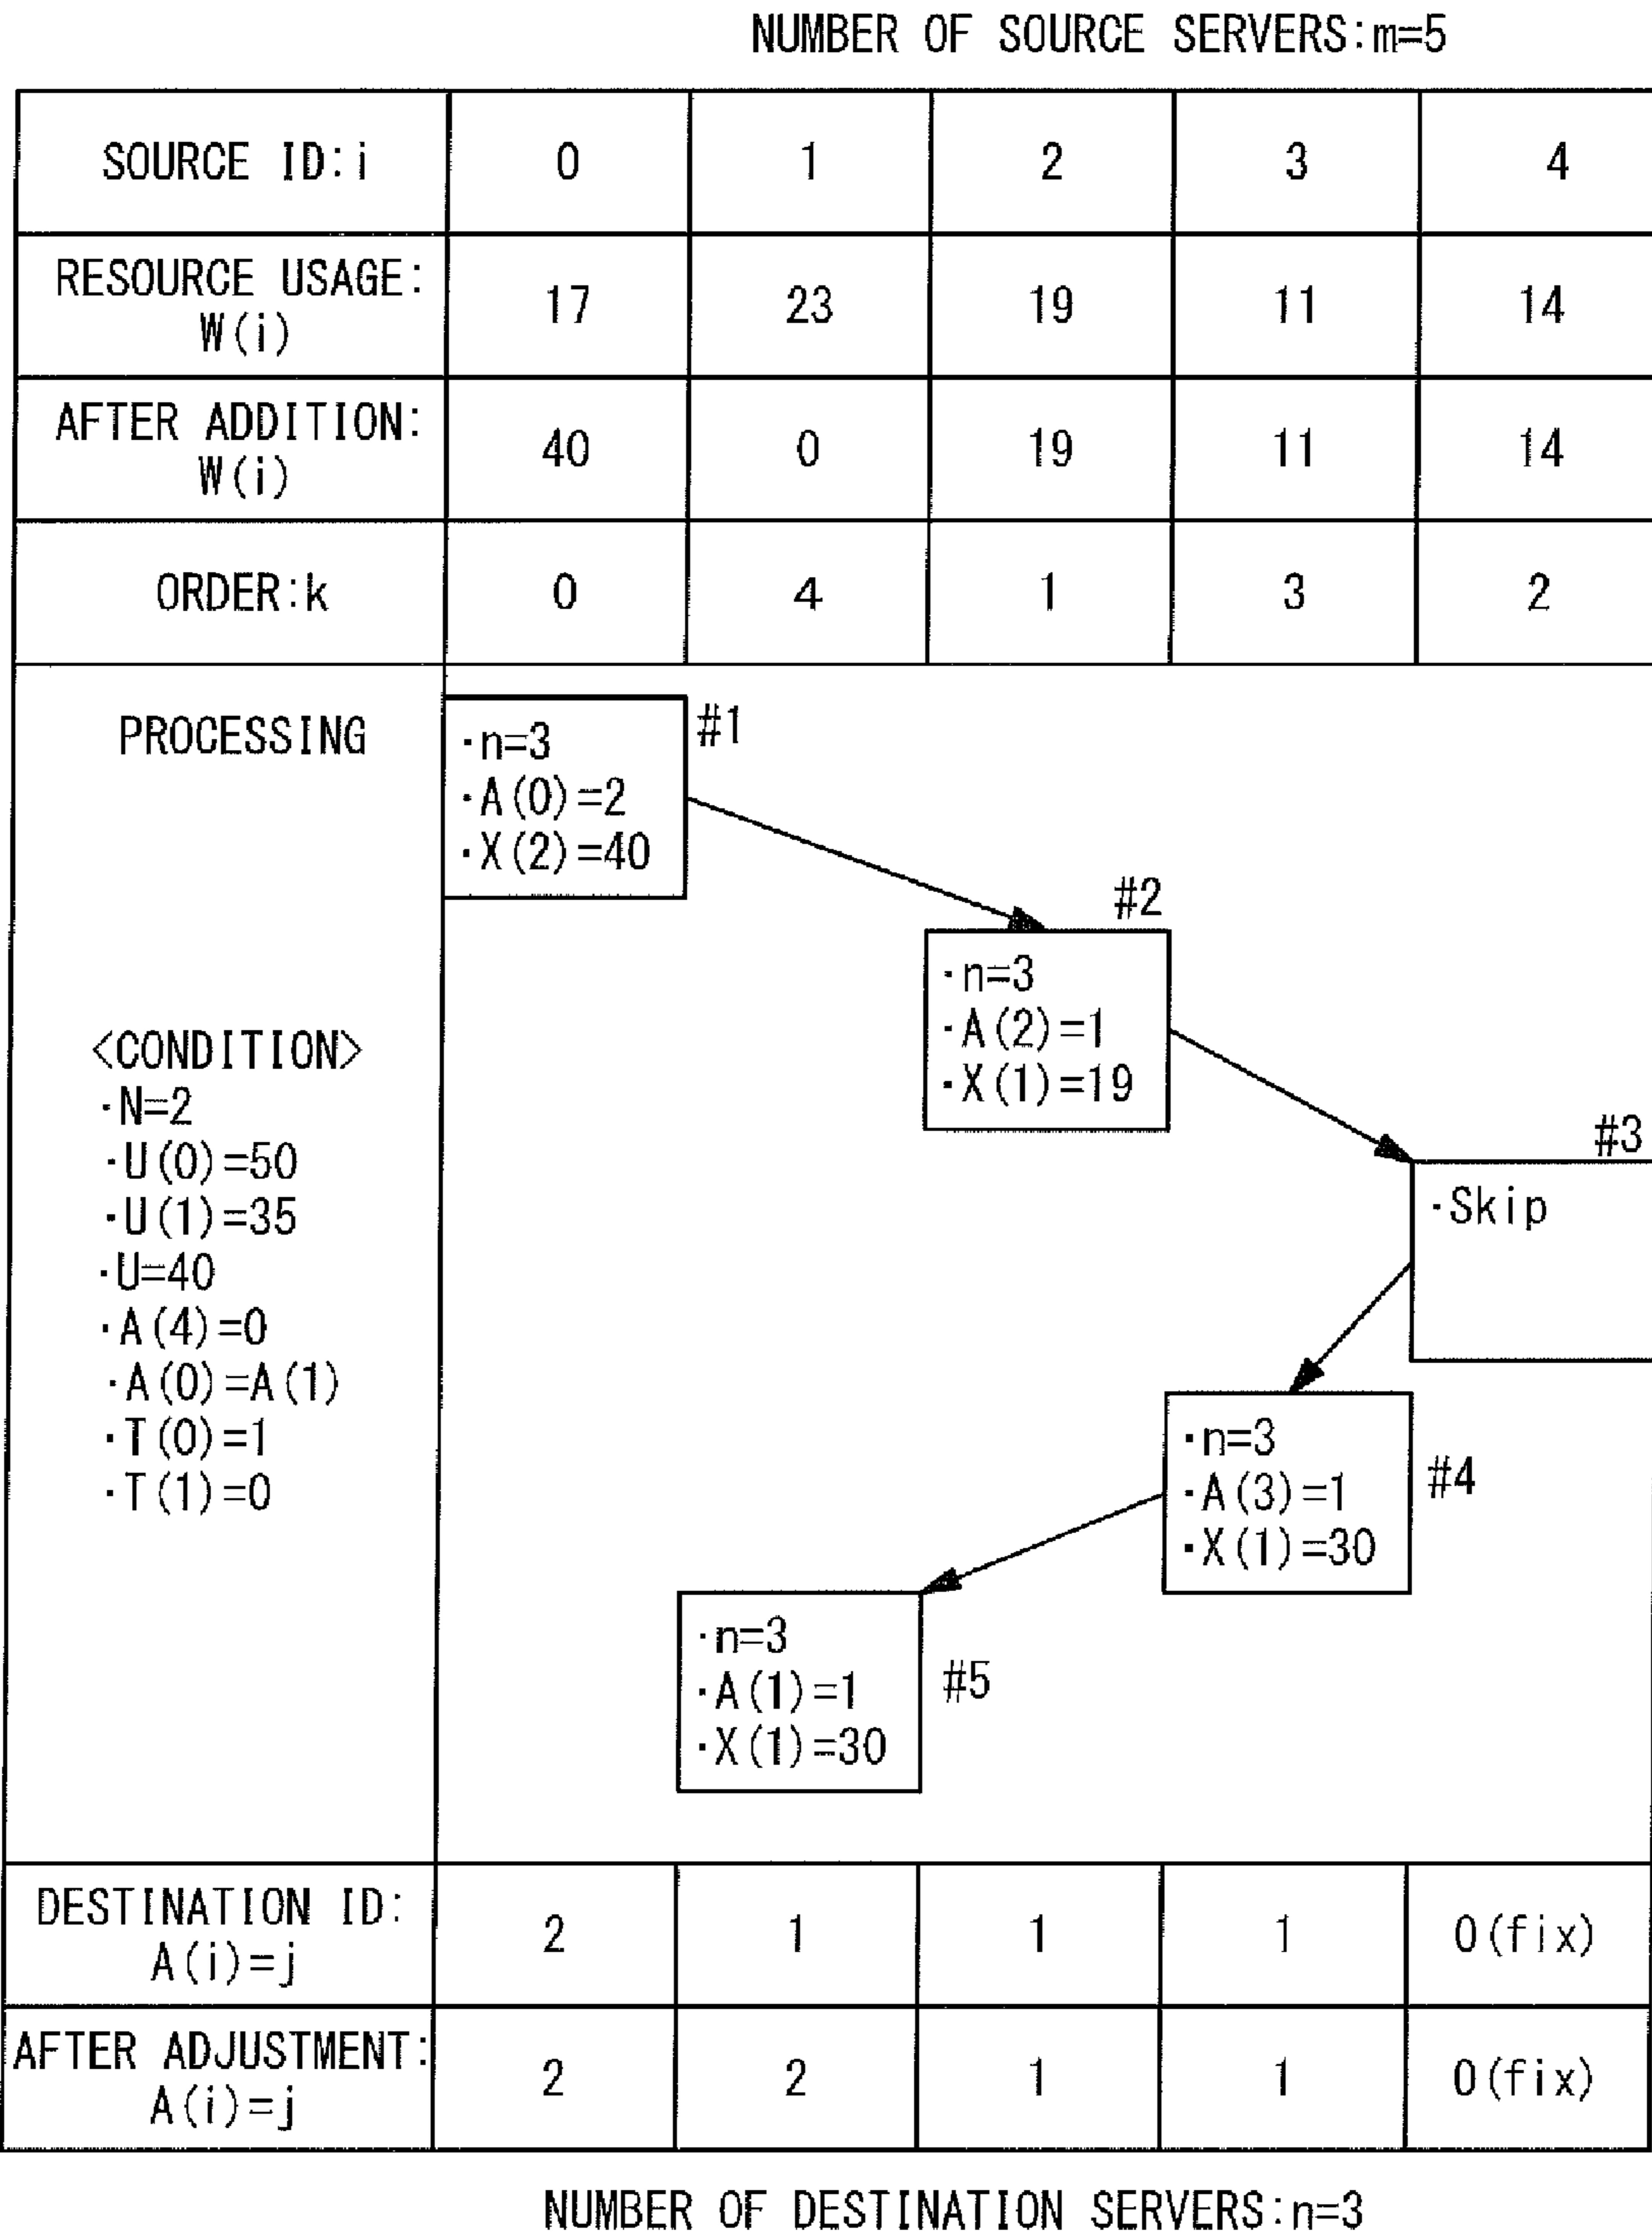 NUMBER OF SOURCE SERVERS:m=5
SOURCE ID:i 0 1 2 3 4
RESOURCE USAGE:
W(i) 17 23 19 11 14
AFTER ADDITION:
W(i) 40 0 19 11 14
ORDER:k 0 4 1 3 2
PROCESSING
#1
·n=3
·A(0)=2
·X(2)=40
#2
·n=3
·A(2)=1
·X(1)=19
<CONDITION>
·N=2
·U(0)=50
·U(1)=35
·U=40
·A(4)=0
·A(0)=A(1)
·T(0)=1
·T(1)=0
#3
·Skip
·n=3
·A(3)=1
·X(1)=30
#4
·n=3
·A(1)=1
·X(1)=30
#5
DESTINATION ID:
A(i)=j 2 1 1 1 0(fix)
AFTER ADJUSTMENT:
A(i)=j 2 2 1 1 0(fix)
NUMBER OF DESTINATION SERVERS:n=3